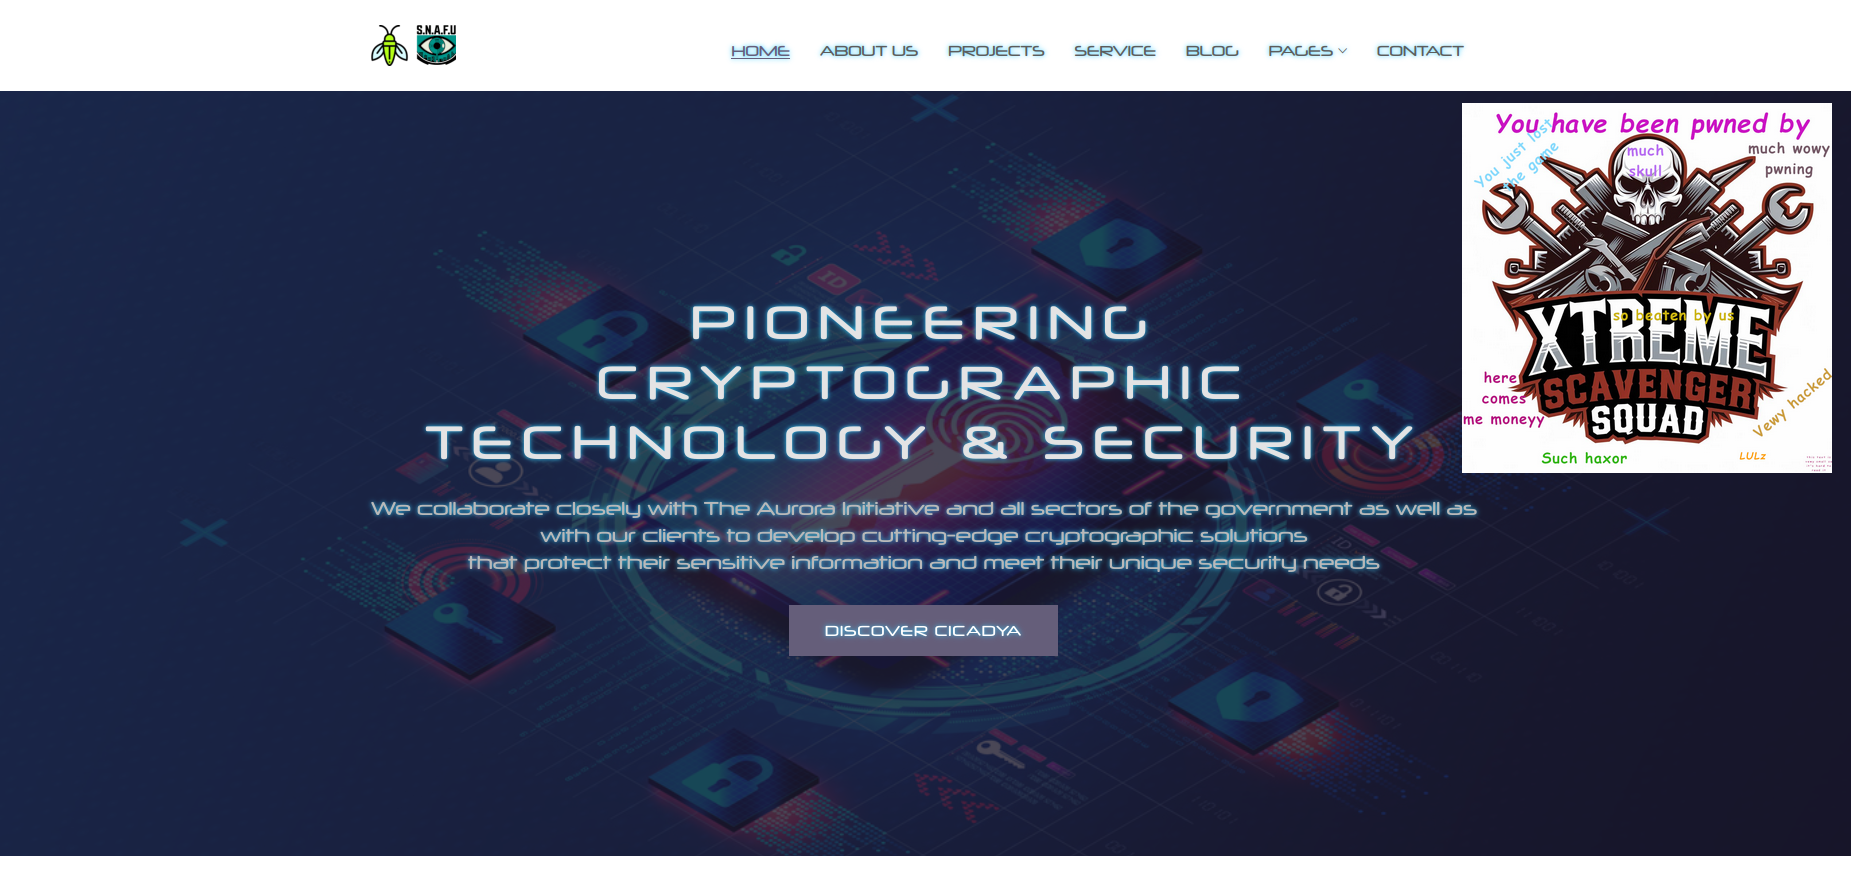 S.N.A.F.U
HOME ABOUT US PROJECTS SERVICE BLOG PAGES CONTACT
PIONEERING
CRYPTOGRAPHIC
TECHNOLOGY & SECURITY
We collaborate closely with The Aurora Initiative and all sectors of the government as well as
with our clients to develop cutting-edge cryptographic solutions
that protect their sensitive information and meet their unique security needs
DISCOVER CICADYA
You have been pwned by
You just lost
the game
much
skull
much wowy
pwning
so beaten by us
XTREME
SCAVENGER
SQUAD
here
comes
me moneyy
Vewy hacked
Such haxor
LULz
ID
ID